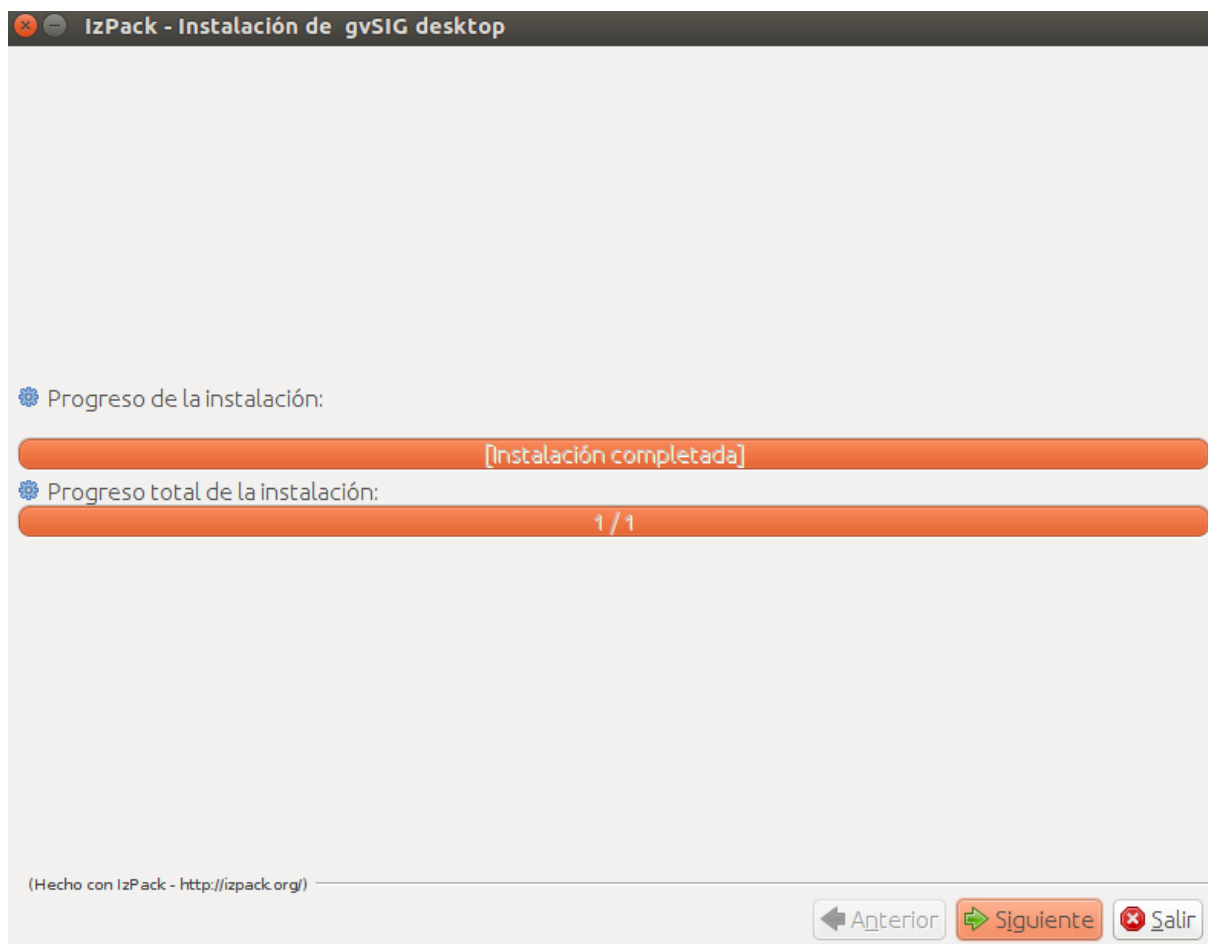 IzPack - Instalación de  gvSIG desktop
Progreso de la instalación:
[Instalación completada]
Progreso total de la instalación:
1 / 1
(Hecho con IzPack - http://izpack.org/)
Anterior Siguiente Salir